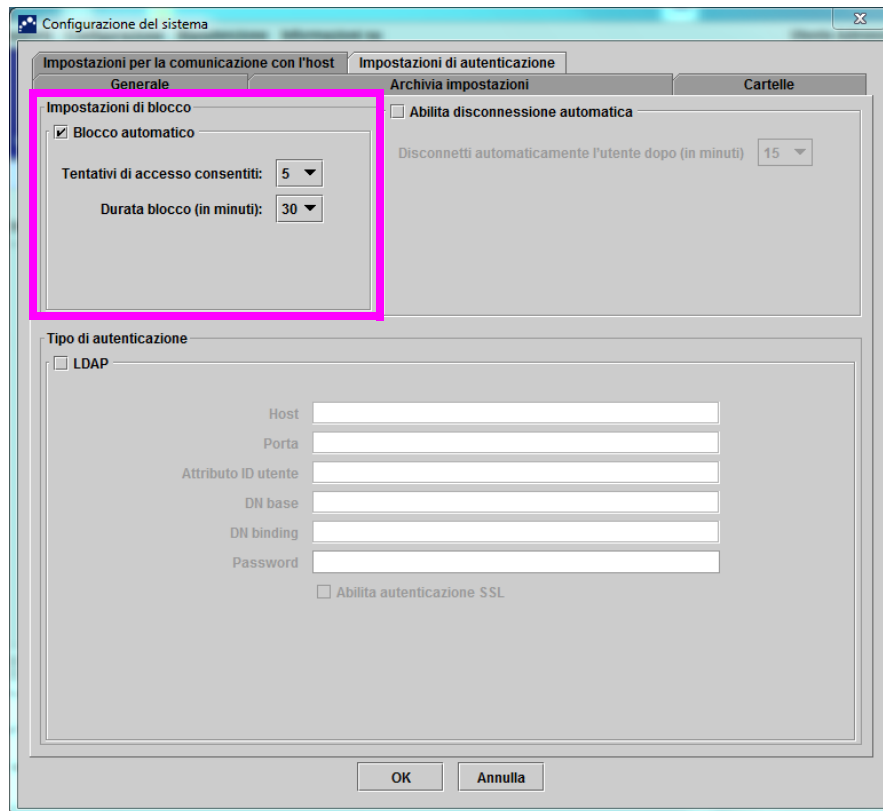 Configurazione del sistema
Impostazioni per la comunicazione con l'host
Impostazioni di autenticazione
Generale
Archivia impostazioni
Cartelle
Impostazioni di blocco
Blocco automatico
Tentativi di accesso consentiti: 5
Durata blocco (in minuti): 30
Abilita disconnessione automatica
Disconnetti automaticamente l'utente dopo (in minuti) 15
Tipo di autenticazione
LDAP
Host
Porta
Attributo ID utente
DN base
DN binding
Password
Abilita autenticazione SSL
OK
Annulla